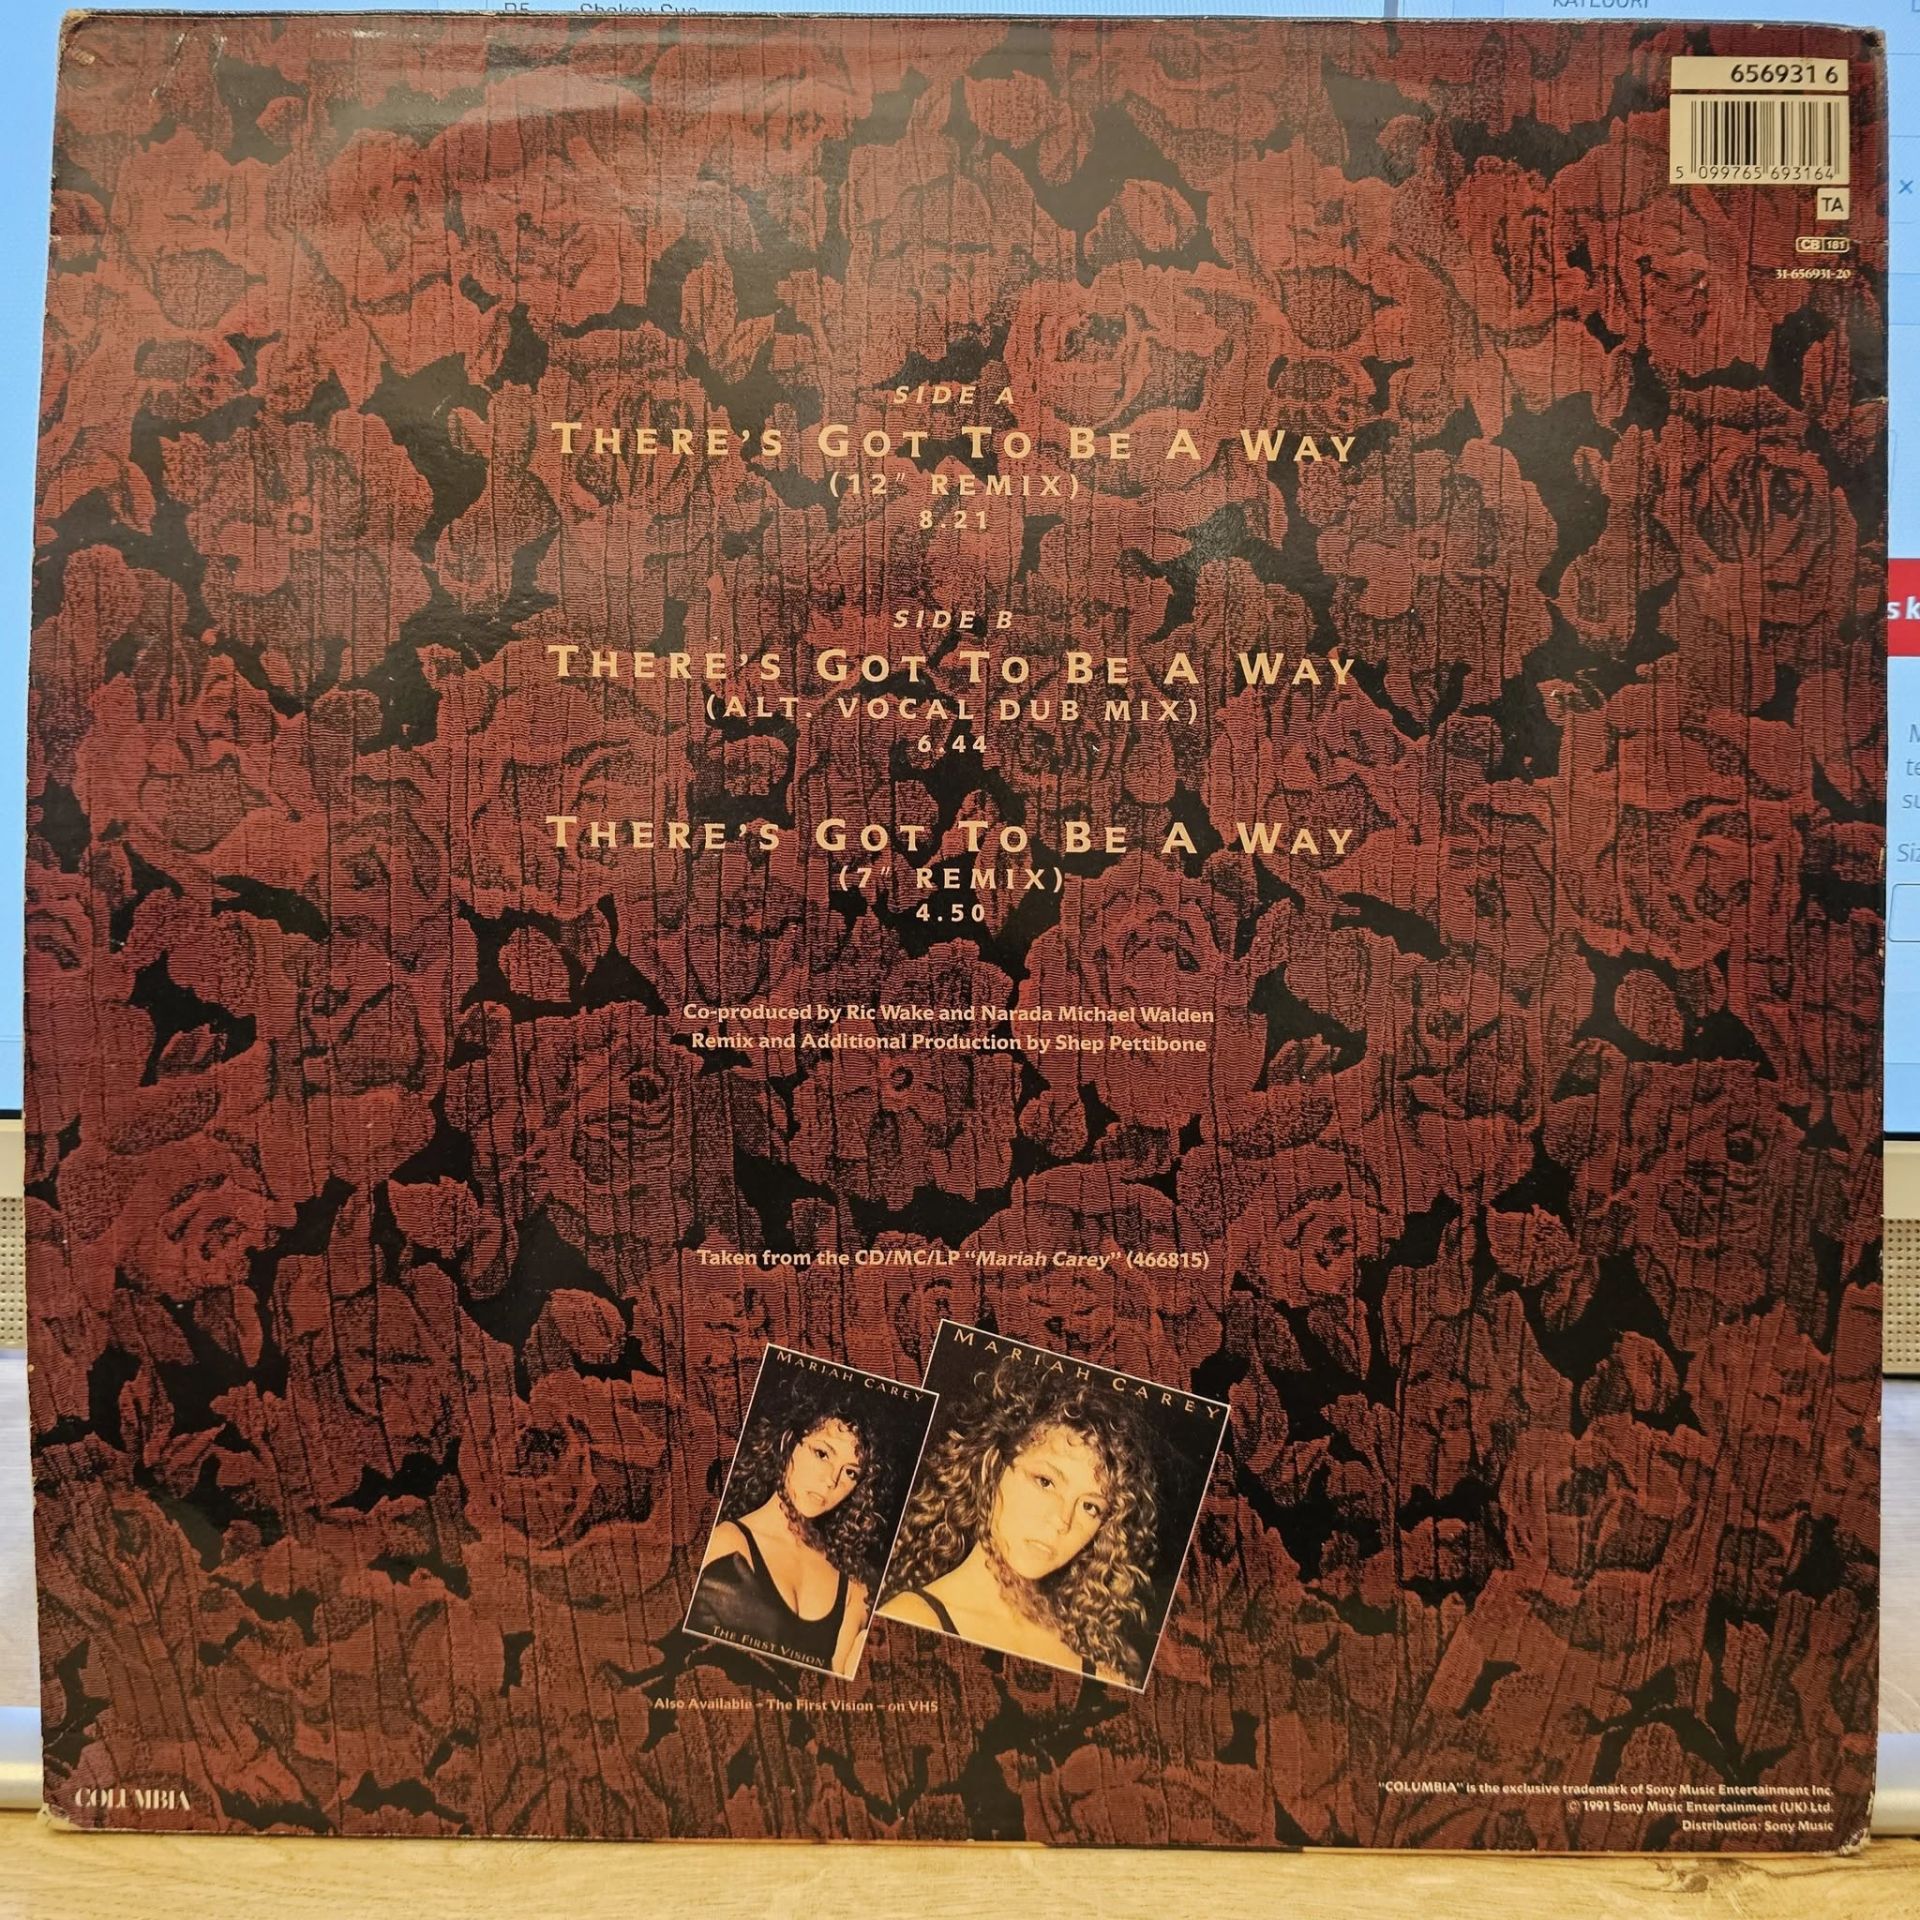 KATEGORI
656931 6
5 099765 693164
TA
CB 181
31-656931-20
SIDE A
THERE'S GOT TO BE A WAY
(12" REMIX)
8.21
SIDE B
THERE'S GOT TO BE A WAY
(ALT. VOCAL DUB MIX)
6.44
THERE'S GOT TO BE A WAY
(7" REMIX)
4.50
Co-produced by Ric Wake and Narada Michael Walden
Remix and Additional Production by Shep Pettibone
Taken from the CD/MC/LP "Mariah Carey" (466815)
MARIAH CAREY
THE FIRST VISION
MARIAH CAREY
Also Available – The First Vision – on VHS
COLUMBIA
"COLUMBIA" is the exclusive trademark of Sony Music Entertainment Inc.
© 1991 Sony Music Entertainment (UK) Ltd.
Distribution: Sony Music